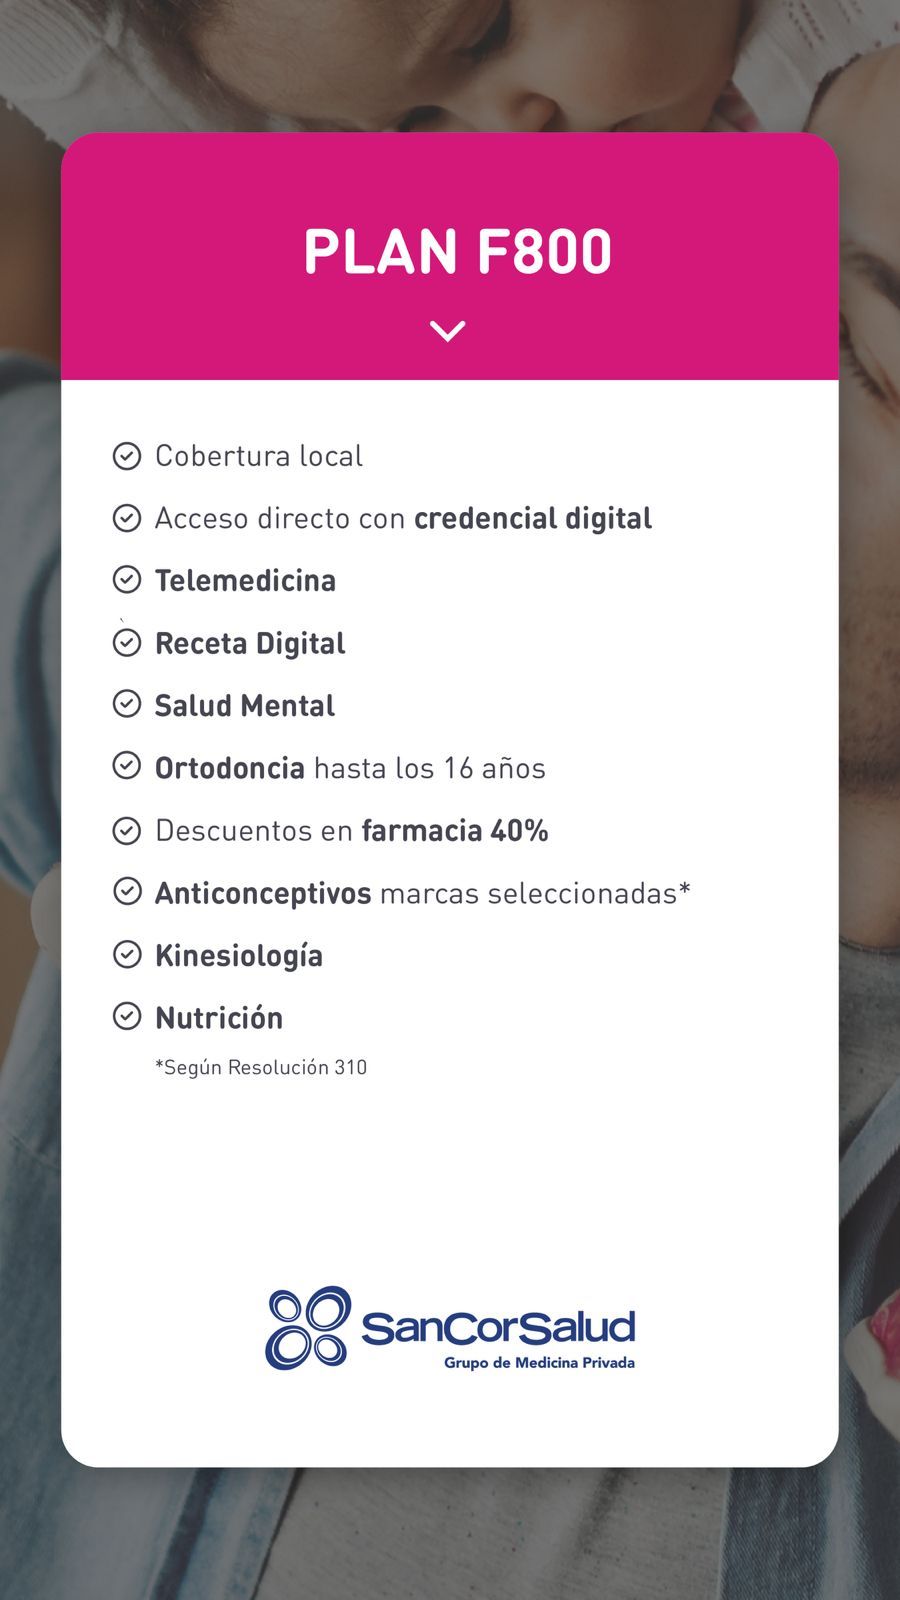 PLAN F800
Cobertura local
Acceso directo con credencial digital
Telemedicina
Receta Digital
Salud Mental
Ortodoncia hasta los 16 años
Descuentos en farmacia 40%
Anticonceptivos marcas seleccionadas*
Kinesiología
Nutrición
*Según Resolución 310
SanCorSalud
Grupo de Medicina Privada